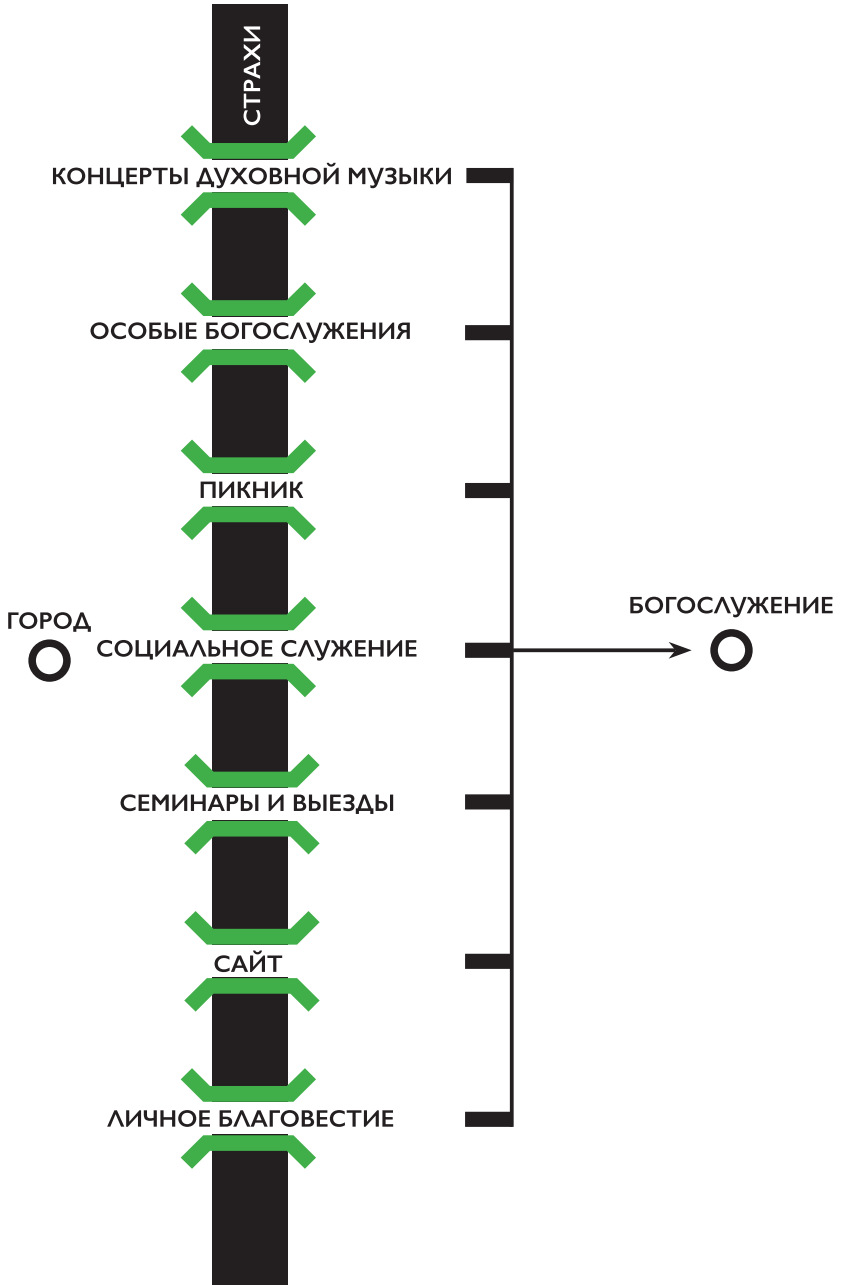 СТРАХИ
КОНЦЕРТЫ ДУХОВНОЙ МУЗЫКИ
ОСОБЫЕ БОГОСЛУЖЕНИЯ
ПИКНИК
БОГОСЛУЖЕНИЕ
ГОРОД
СОЦИАЛЬНОЕ СЛУЖЕНИЕ
СЕМИНАРЫ И ВЫЕЗДЫ
САЙТ
ЛИЧНОЕ БЛАГОВЕСТИЕ